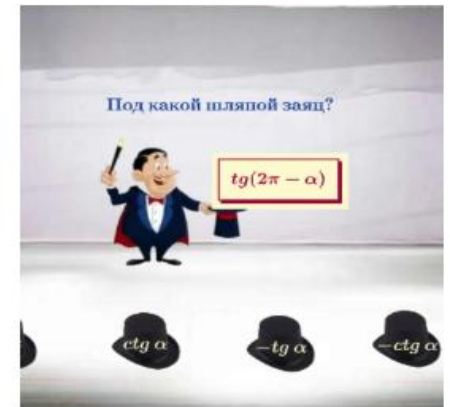 Под какой шляпой заяц?
tg(2π − α)
ctg α
−tg α
−ctg α